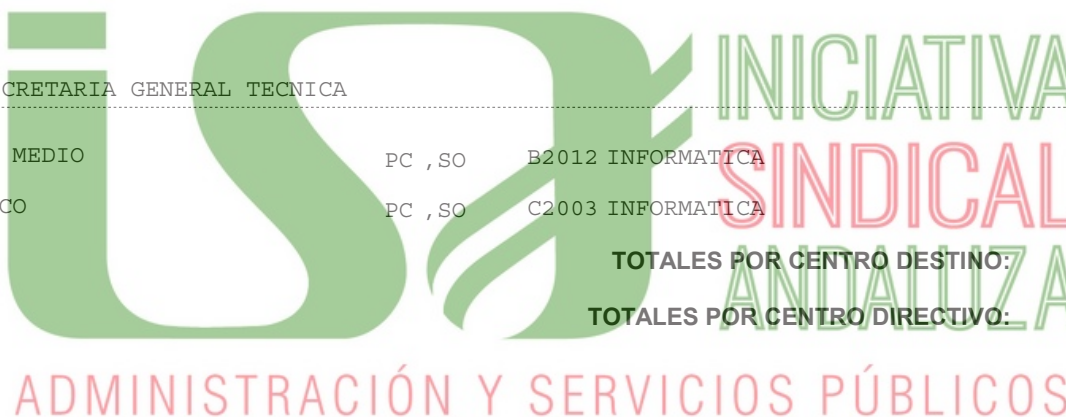 INICIATIVA
CRETARIA GENERAL TECNICA
MEDIO PC ,SO B2012 INFORMATICA
SINDICAL
CO PC ,SO C2003 INFORMATICA
TOTALES POR CENTRO DESTINO:
ANDALUZA
TOTALES POR CENTRO DIRECTIVO:
isa
ADMINISTRACIÓN Y SERVICIOS PÚBLICOS